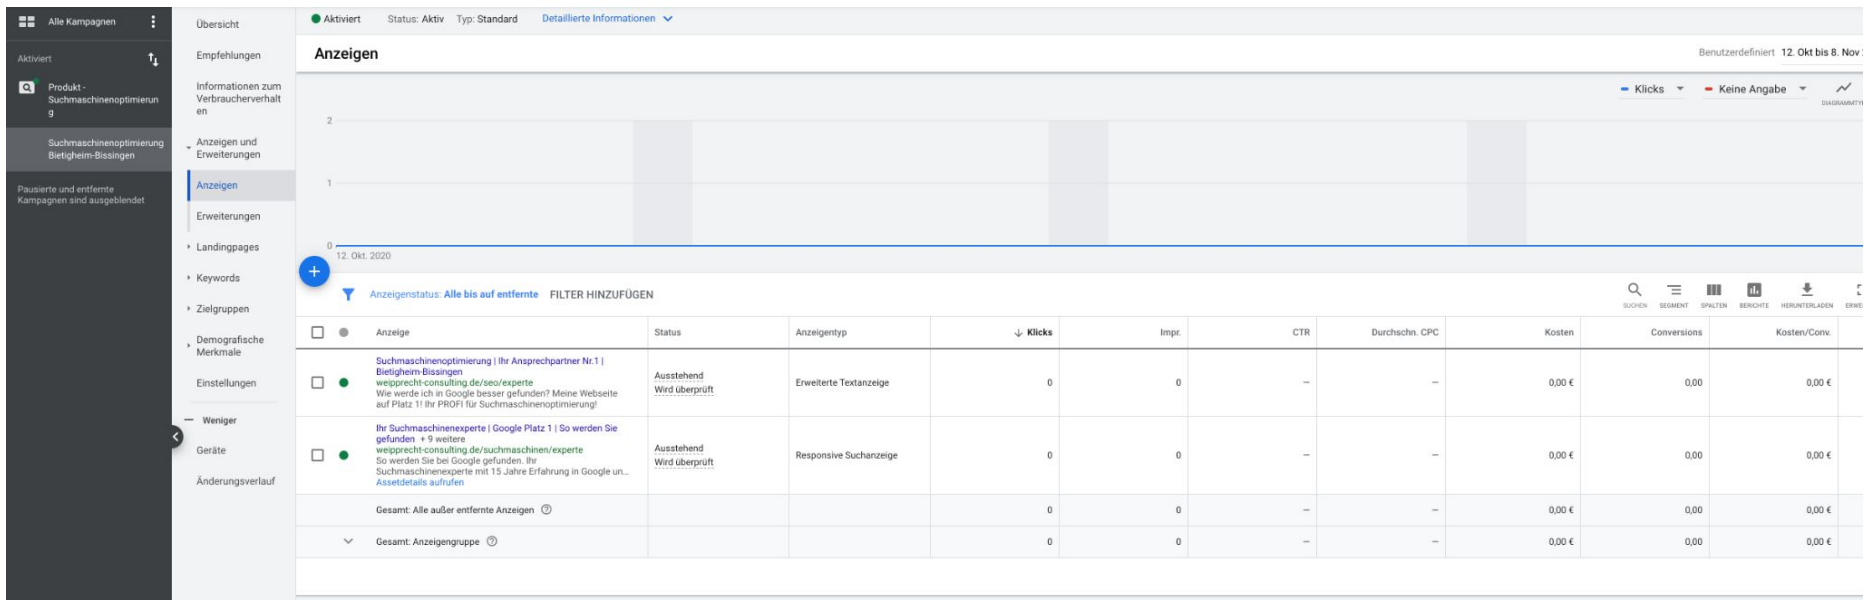 Alle Kampagnen
Aktiviert
Produkt -
Suchmaschinenoptimierun
g
Suchmaschinenoptimierung
Bietigheim-Bissingen
Pausierte und entfernte
Kampagnen sind ausgeblendet
Übersicht
Empfehlungen
Informationen zum
Verbraucherverhalt
en
Anzeigen und
Erweiterungen
Anzeigen
Erweiterungen
Landingpages
Keywords
Zielgruppen
Demografische
Merkmale
Einstellungen
Weniger
Geräte
Änderungsverlauf
Aktiviert Status: Aktiv Typ: Standard Detaillierte Informationen
Anzeigen
Benutzerdefiniert 12. Okt bis 8. Nov
Klicks Keine Angabe
DIAGRAMMTY
2
1
0
12. Okt. 2020
Anzeigenstatus: Alle bis auf entfernte FILTER HINZUFÜGEN
SUCHEN SEGMENT SPALTEN BERICHTE HERUNTERLADEN ERWE
Anzeige Status Anzeigentyp Klicks Impr. CTR Durchschn. CPC Kosten Conversions Kosten/Conv.
Suchmaschinenoptimierung | Ihr Ansprechpartner Nr.1 |
Bietigheim-Bissingen
weipprecht-consulting.de/seo/experte
Wie werde ich in Google besser gefunden? Meine Webseite
auf Platz 1! Ihr PROFI für Suchmaschinenoptimierung!
Ausstehend
Wird überprüft
Erweiterte Textanzeige 0 0 – – 0,00 € 0,00 0,00 €
Ihr Suchmaschinenexperte | Google Platz 1 | So werden Sie
gefunden + 9 weitere
weipprecht-consulting.de/suchmaschinen/experte
So werden Sie bei Google gefunden. Ihr
Suchmaschinenexperte mit 15 Jahre Erfahrung in Google un...
Assetdetails aufrufen
Ausstehend
Wird überprüft
Responsive Suchanzeige 0 0 – – 0,00 € 0,00 0,00 €
Gesamt: Alle außer entfernte Anzeigen 0 0 – – 0,00 € 0,00 0,00 €
Gesamt: Anzeigengruppe 0 0 – – 0,00 € 0,00 0,00 €